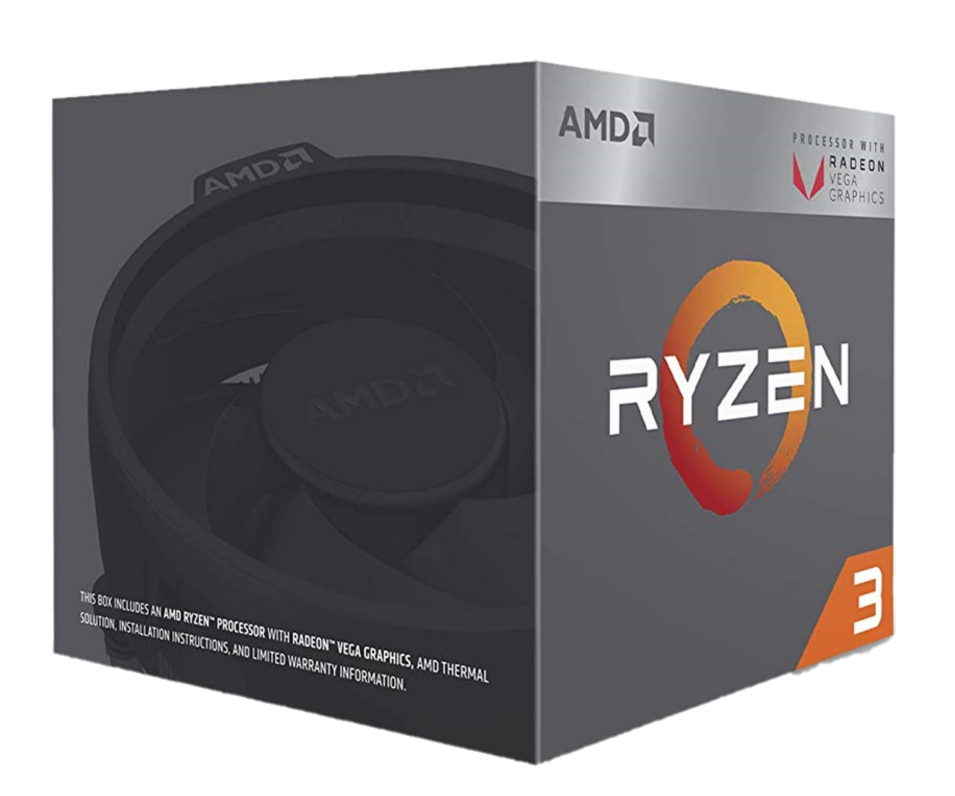 AMD
AMD
THIS BOX INCLUDES AN AMD RYZEN™ PROCESSOR WITH RADEON™ VEGA GRAPHICS, AMD THERMAL
SOLUTION, INSTALLATION INSTRUCTIONS, AND LIMITED WARRANTY INFORMATION.
AMD
PROCESSOR WITH
RADEON
VEGA
GRAPHICS
RYZEN
3